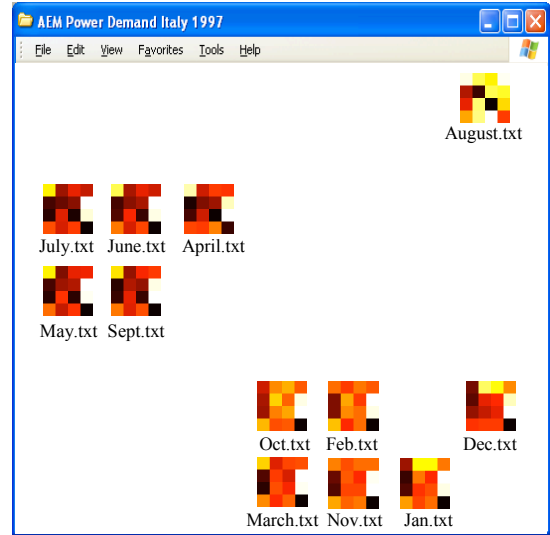 AEM Power Demand Italy 1997
File Edit View Favorites Tools Help
August.txt
July.txt June.txt April.txt
May.txt Sept.txt
Oct.txt Feb.txt Dec.txt
March.txt Nov.txt Jan.txt